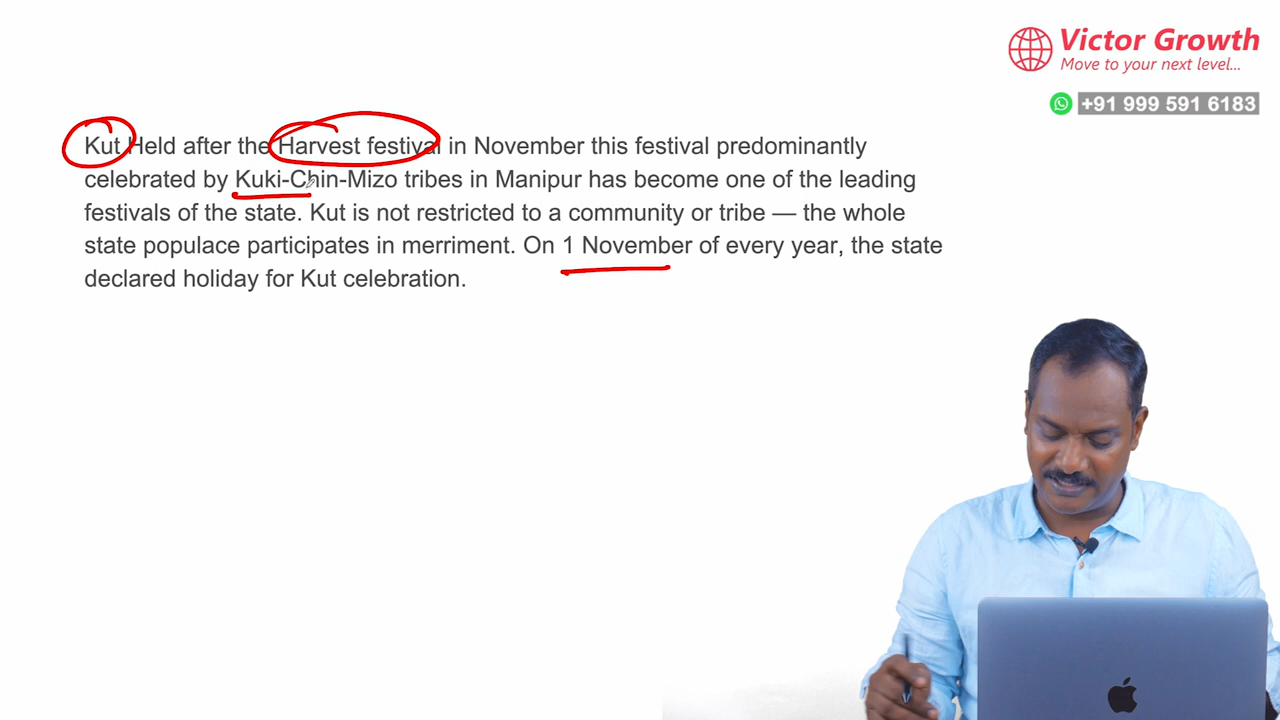 Victor Growth
Move to your next level...
+91 999 591 6183
Kut Held after the Harvest festival in November this festival predominantly
celebrated by Kuki-Chin-Mizo tribes in Manipur has become one of the leading
festivals of the state. Kut is not restricted to a community or tribe — the whole
state populace participates in merriment. On 1 November of every year, the state
declared holiday for Kut celebration.